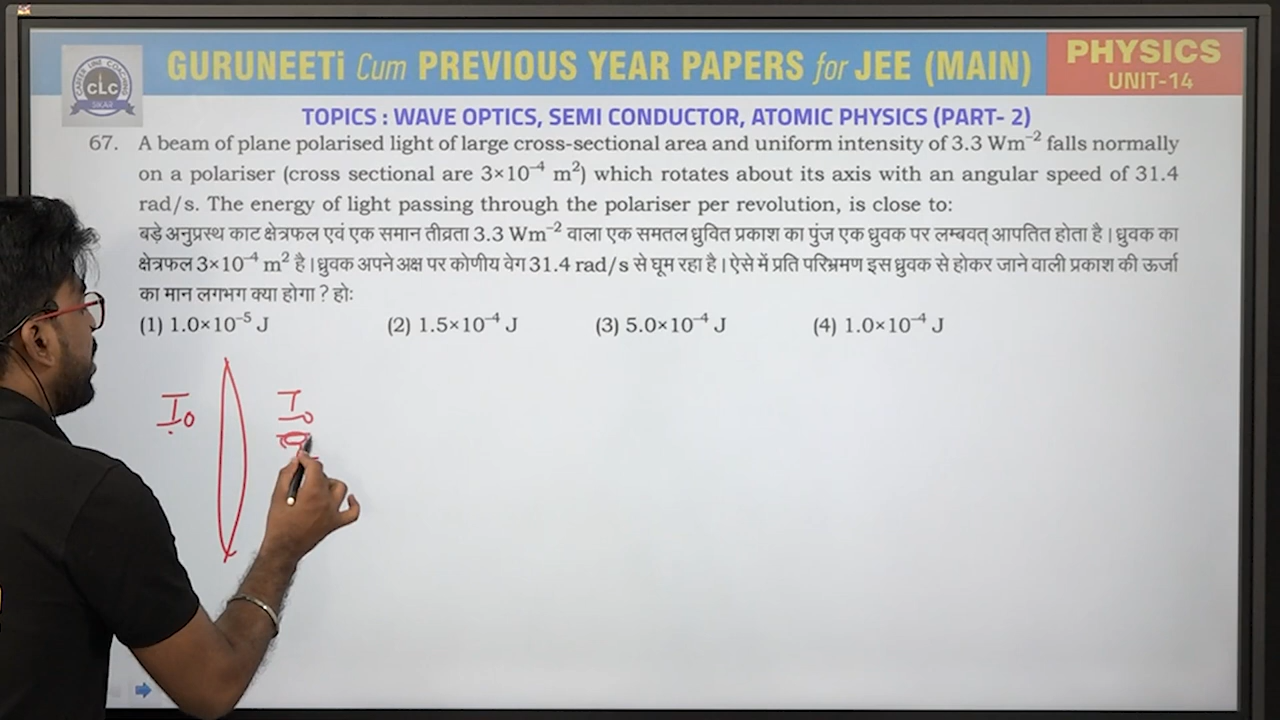 GURUNEETi Cum PREVIOUS YEAR PAPERS for JEE (MAIN)
PHYSICS
UNIT-14
CAREER LINE COACHING
CLC
SIKAR
TOPICS : WAVE OPTICS, SEMI CONDUCTOR, ATOMIC PHYSICS (PART- 2)
67. A beam of plane polarised light of large cross-sectional area and uniform intensity of 3.3 Wm⁻² falls normally
on a polariser (cross sectional are 3×10⁻⁴ m²) which rotates about its axis with an angular speed of 31.4
rad/s. The energy of light passing through the polariser per revolution, is close to:
बड़े अनुप्रस्थ काट क्षेत्रफल एवं एक समान तीव्रता 3.3 Wm⁻² वाला एक समतल ध्रुवित प्रकाश का पुंज एक ध्रुवक पर लम्बवत् आपतित होता है। ध्रुवक का
क्षेत्रफल 3×10⁻⁴ m² है। ध्रुवक अपने अक्ष पर कोणीय वेग 31.4 rad/s से घूम रहा है। ऐसे में प्रति परिभ्रमण इस ध्रुवक से होकर जाने वाली प्रकाश की ऊर्जा
का मान लगभग क्या होगा ? होः
(1) 1.0×10⁻⁵ J (2) 1.5×10⁻⁴ J (3) 5.0×10⁻⁴ J (4) 1.0×10⁻⁴ J
I₀ I₀